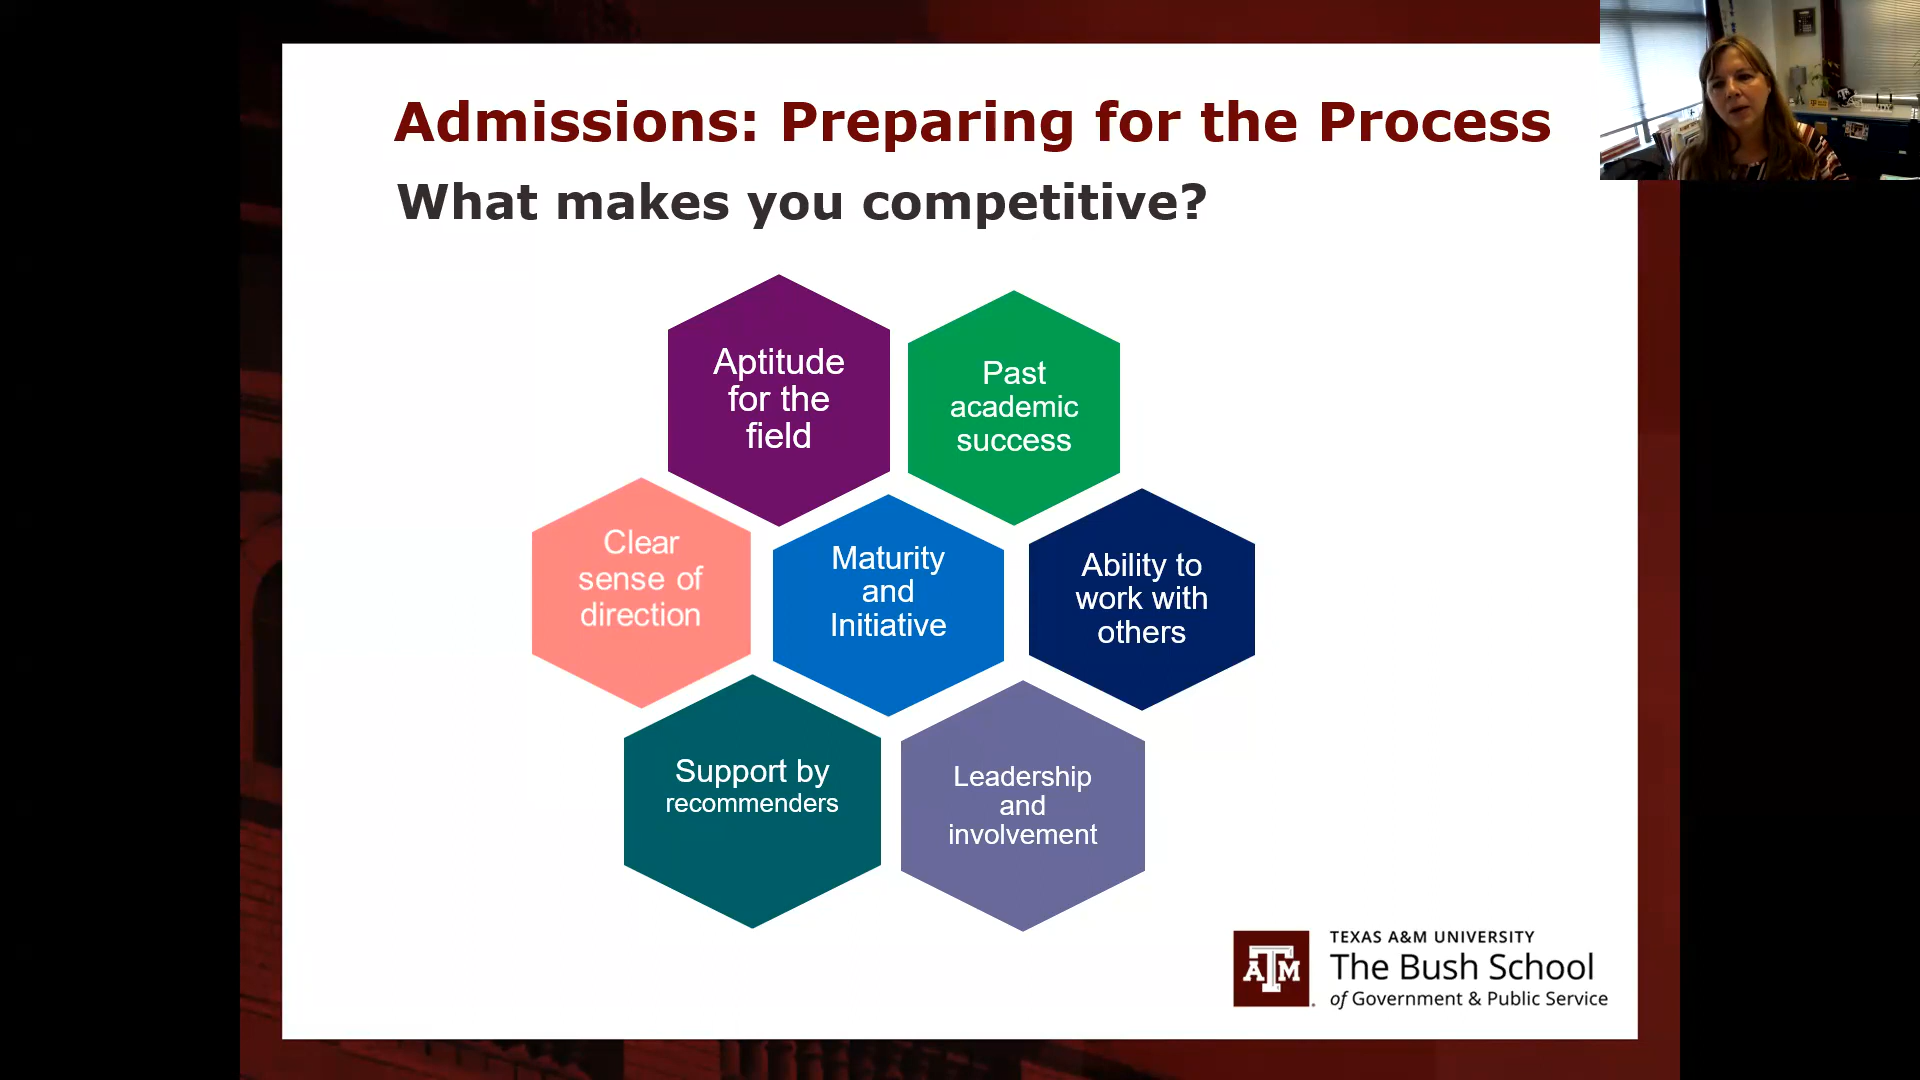 Admissions: Preparing for the Process
What makes you competitive?
Aptitude
for the
field
Past
academic
success
Clear
sense of
direction
Maturity
and
Initiative
Ability to
work with
others
Support by
recommenders
Leadership
and
involvement
ATM
TEXAS A&M UNIVERSITY
The Bush School
of Government & Public Service